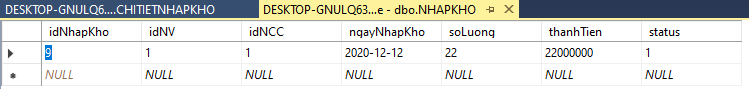 DESKTOP-GNULQ6....CHITIETNHAPKHO DESKTOP-GNULQ63...e - dbo.NHAPKHO
idNhapKho idNV idNCC ngayNhapKho soLuong thanhTien status
9 1 1 2020-12-12 22 22000000 1
NULL NULL NULL NULL NULL NULL NULL